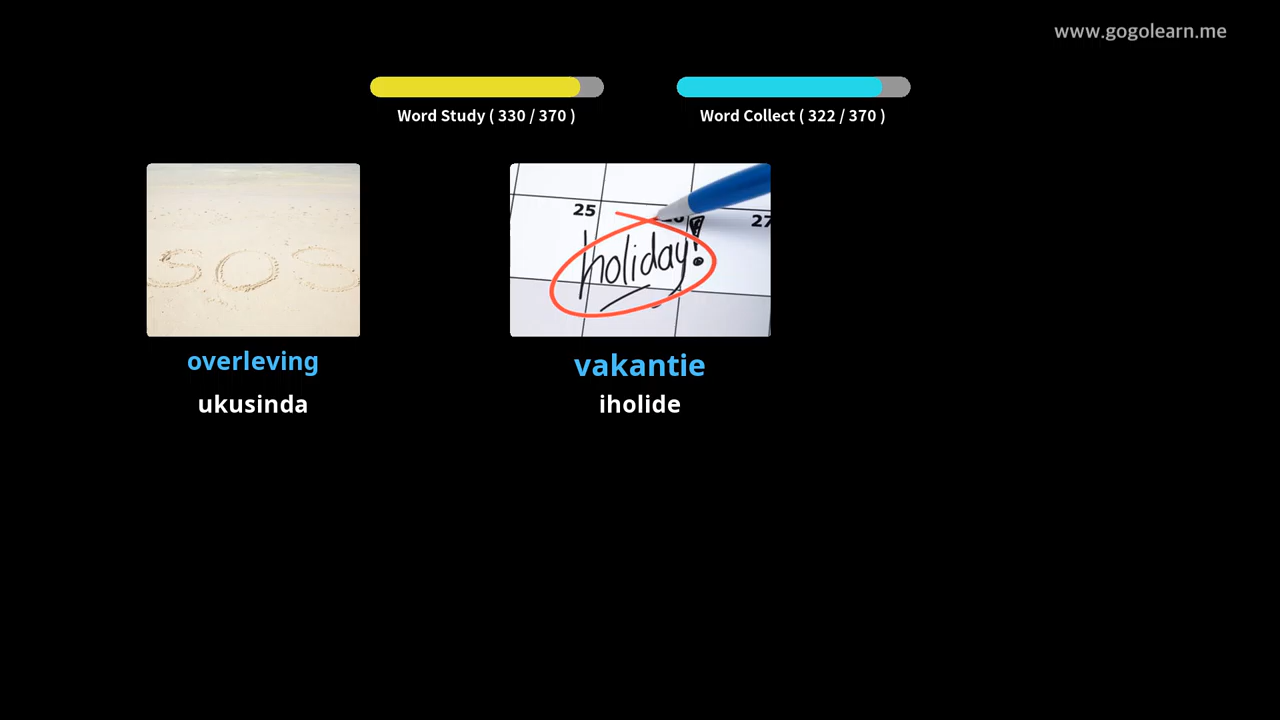 www.gogolearn.me
Word Study ( 330 / 370 )
Word Collect ( 322 / 370 )
SOS
25
27
holiday!
overleving
vakantie
ukusinda
iholide